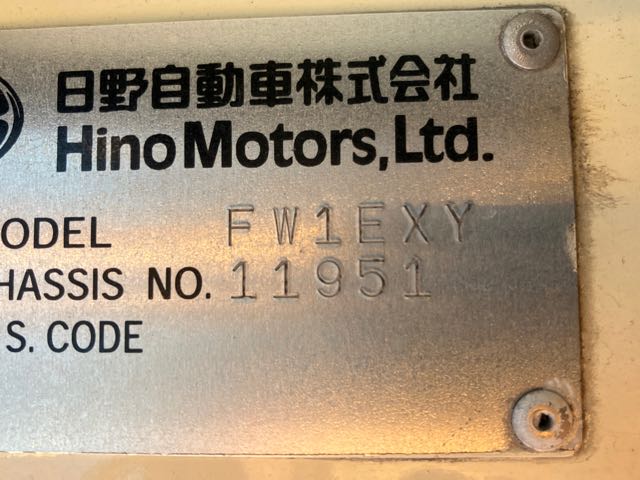 日野自動車株式会社
Hino Motors, Ltd.
ODEL FW1EXY
HASSIS NO. 11951
S. CODE